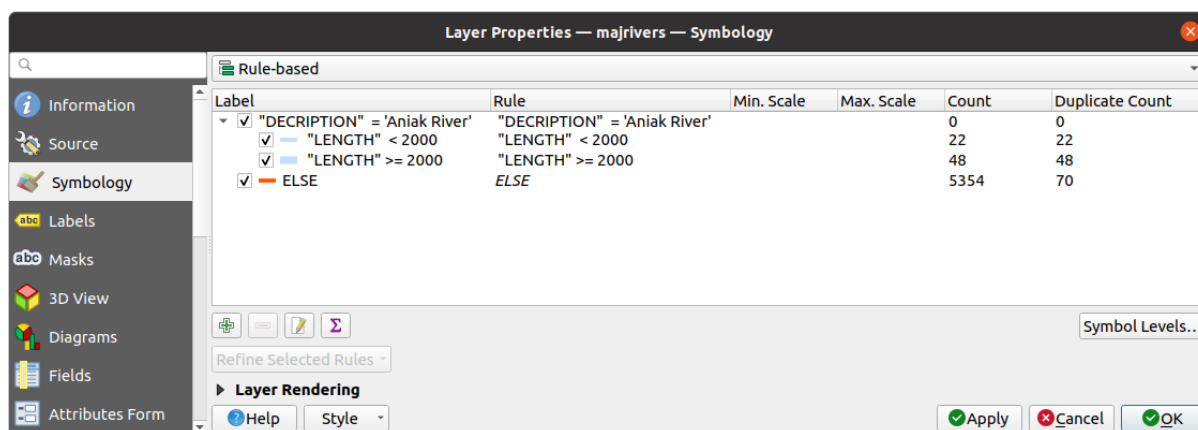 Layer Properties — majrivers — Symbology
Rule-based
Information
Source
Symbology
abc Labels
abc Masks
3D View
Diagrams
Fields
Attributes Form
Label Rule Min. Scale Max. Scale Count Duplicate Count
"DECRIPTION" = 'Aniak River' "DECRIPTION" = 'Aniak River' 0 0
"LENGTH" < 2000 "LENGTH" < 2000 22 22
"LENGTH" >= 2000 "LENGTH" >= 2000 48 48
ELSE ELSE 5354 70
Σ
Symbol Levels...
Refine Selected Rules
Layer Rendering
Help Style Apply Cancel OK